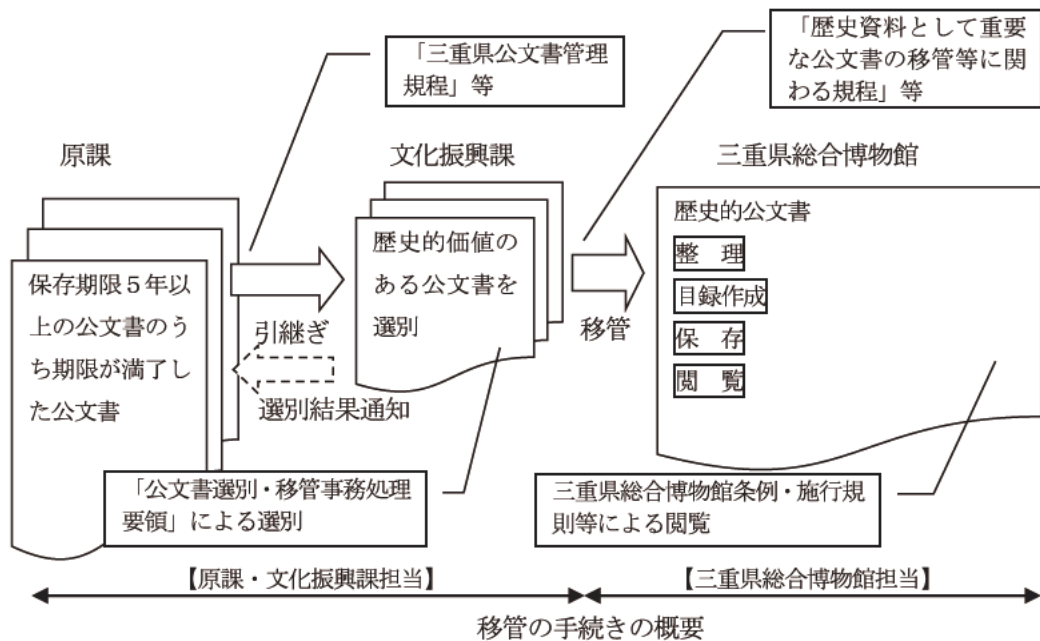 「三重県公文書管理
規程」等
「歴史資料として重要
な公文書の移管等に関
わる規程」等
原課
文化振興課
三重県総合博物館
保存期限5年以
上の公文書のう
ち期限が満了し
た公文書
引継ぎ
選別結果通知
歴史的価値の
ある公文書を
選別
移管
歴史的公文書
整　理
目録作成
保　存
閲　覧
「公文書選別・移管事務処理
要領」による選別
三重県総合博物館条例・施行規
則等による閲覧
【原課・文化振興課担当】
【三重県総合博物館担当】
移管の手続きの概要